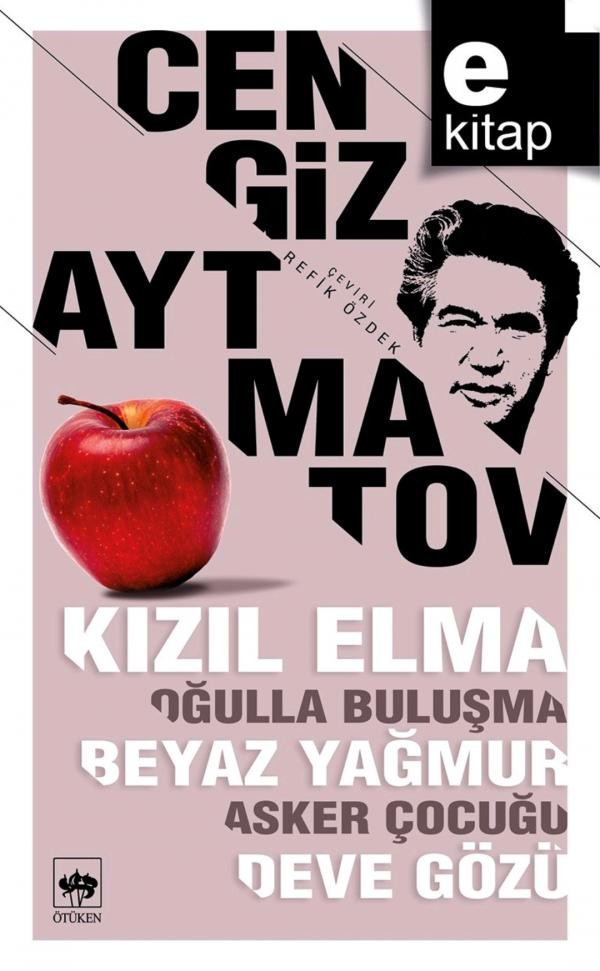 e
kitap
CEN
GİZ
AYT
MA
TOV
ÇEVİRİ
REFİK ÖZDEK
KIZIL ELMA
OĞULLA BULUŞMA
BEYAZ YAĞMUR
ASKER ÇOCUĞU
DEVE GÖZÜ
ÖTÜKEN